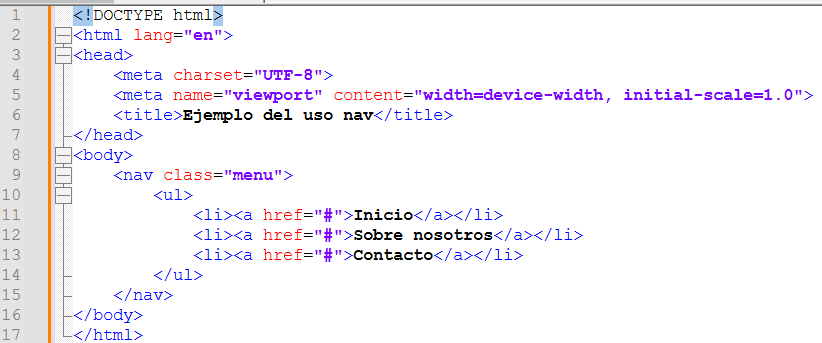 1 <!DOCTYPE html>
2 <html lang="en">
3 <head>
4     <meta charset="UTF-8">
5     <meta name="viewport" content="width=device-width, initial-scale=1.0">
6     <title>Ejemplo del uso nav</title>
7 </head>
8 <body>
9     <nav class="menu">
10         <ul>
11             <li><a href="#">Inicio</a></li>
12             <li><a href="#">Sobre nosotros</a></li>
13             <li><a href="#">Contacto</a></li>
14         </ul>
15     </nav>
16 </body>
17 </html>